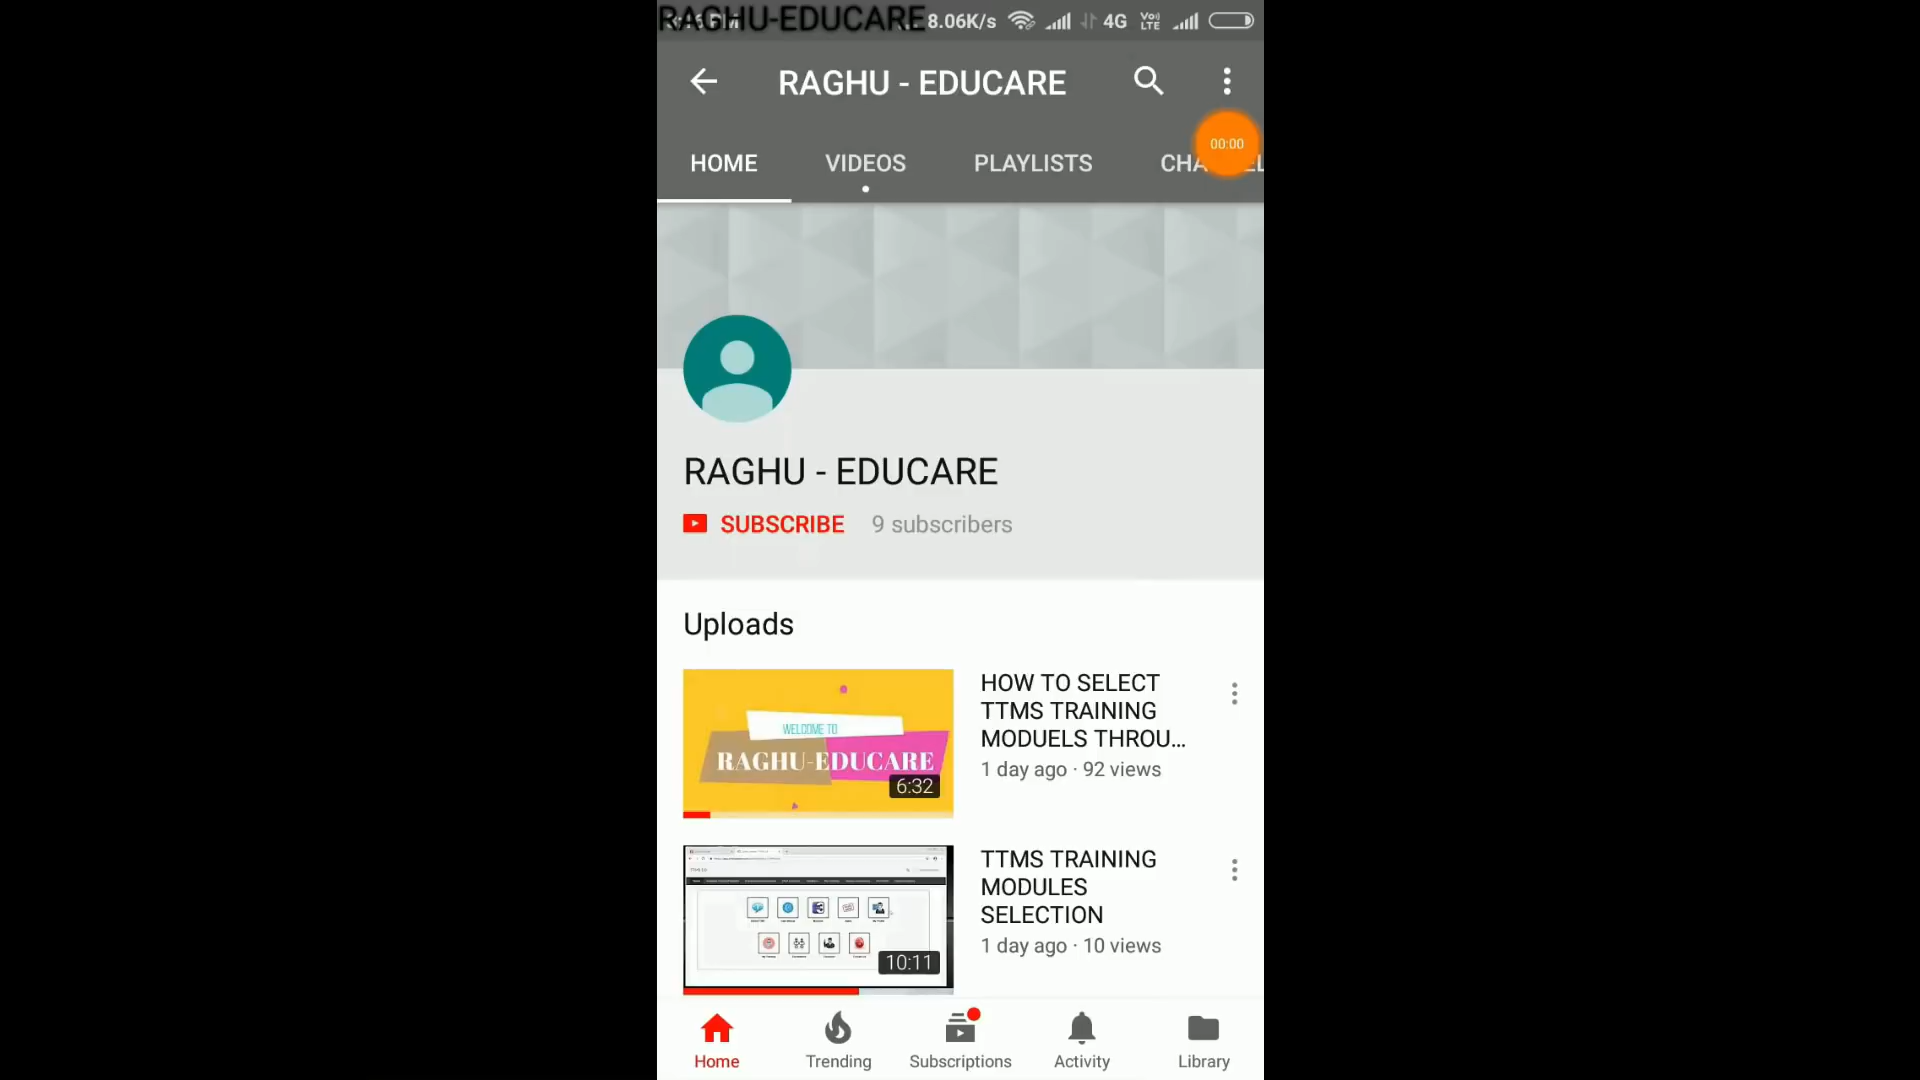 RAGHU-EDUCARE
8.06K/s 4G Vo)) LTE
RAGHU - EDUCARE
00:00
HOME VIDEOS PLAYLISTS
RAGHU - EDUCARE
SUBSCRIBE 9 subscribers
Uploads
WELCOME TO
RAGHU-EDUCARE
6:32
HOW TO SELECT
TTMS TRAINING
MODUELS THROU...
1 day ago · 92 views
10:11
TTMS TRAINING
MODULES
SELECTION
1 day ago · 10 views
Home Trending Subscriptions Activity Library